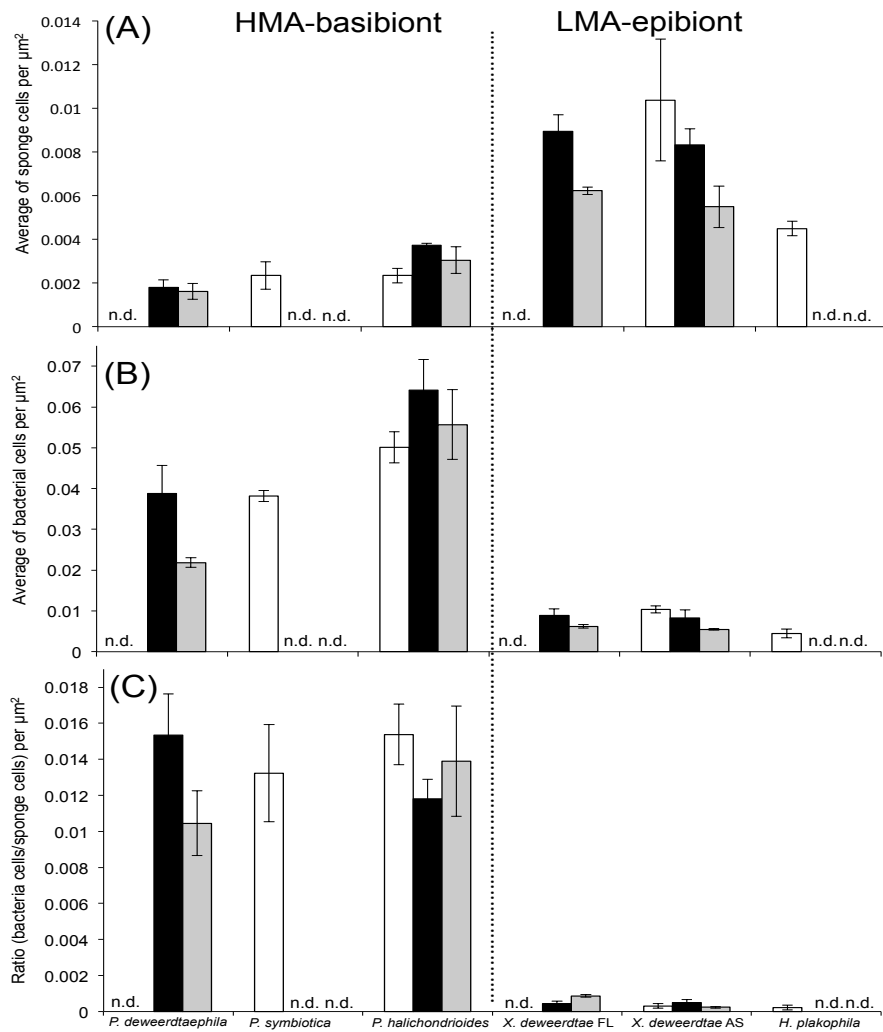 HMA-basibiont LMA-epibiont
(A)
Average of sponge cells per µm²
0.014
0.012
0.01
0.008
0.006
0.004
0.002
0
n.d. n.d. n.d. n.d. n.d. n.d.
(B)
Average of bacterial cells per µm²
0.07
0.06
0.05
0.04
0.03
0.02
0.01
0
n.d. n.d. n.d. n.d. n.d. n.d.
(C)
Ratio (bacteria cells/sponge cells) per µm²
0.018
0.016
0.014
0.012
0.01
0.008
0.006
0.004
0.002
0
n.d. n.d. n.d. n.d. n.d. n.d.
P. deweerdtaephila P. symbiotica P. halichondrioides X. deweerdtae FL X. deweerdtae AS H. plakophila